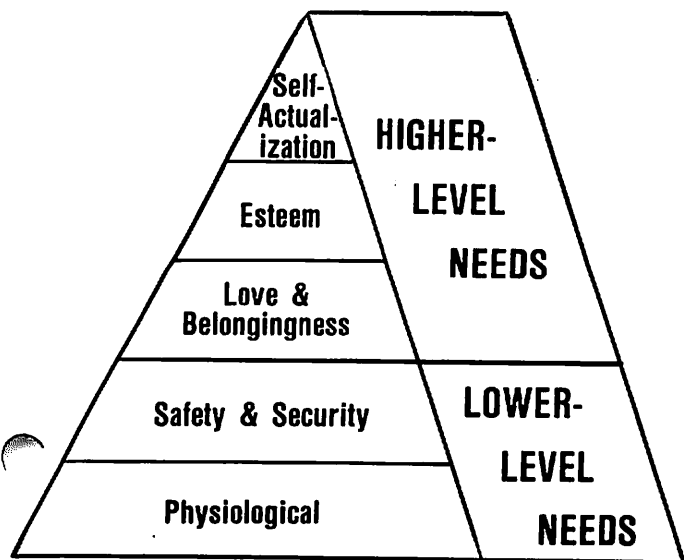 Self-
Actual-
ization
Esteem
Love &
Belongingness
Safety & Security
Physiological
HIGHER-
LEVEL
NEEDS
LOWER-
LEVEL
NEEDS